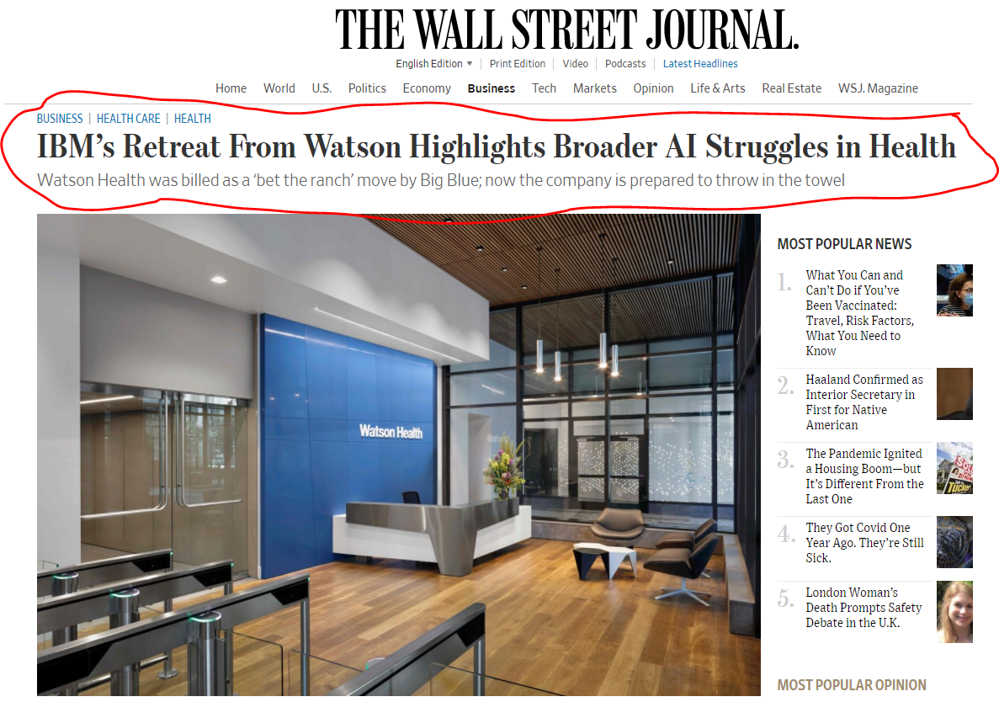 THE WALL STREET JOURNAL.
English Edition ▼ | Print Edition | Video | Podcasts | Latest Headlines
Home World U.S. Politics Economy Business Tech Markets Opinion Life & Arts Real Estate WSJ. Magazine
BUSINESS | HEALTH CARE | HEALTH
IBM’s Retreat From Watson Highlights Broader AI Struggles in Health
Watson Health was billed as a ‘bet the ranch’ move by Big Blue; now the company is prepared to throw in the towel
Watson Health
MOST POPULAR NEWS
1.
What You Can and
Can’t Do if You’ve
Been Vaccinated:
Travel, Risk Factors,
What You Need to
Know
2.
Haaland Confirmed as
Interior Secretary in
First for Native
American
3.
The Pandemic Ignited
a Housing Boom—but
It’s Different From the
Last One
SOLD
Tucker
4.
They Got Covid One
Year Ago. They’re Still
Sick.
5.
London Woman’s
Death Prompts Safety
Debate in the U.K.
MOST POPULAR OPINION